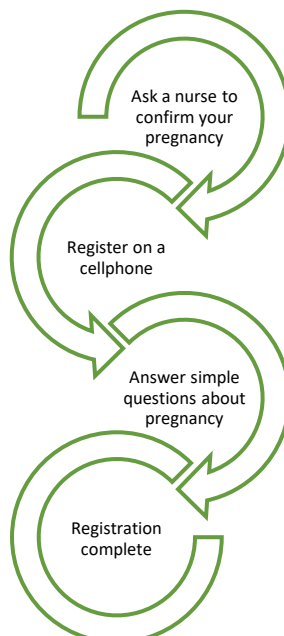 Ask a nurse to
confirm your
pregnancy
Register on a
cellphone
Answer simple
questions about
pregnancy
Registration
complete